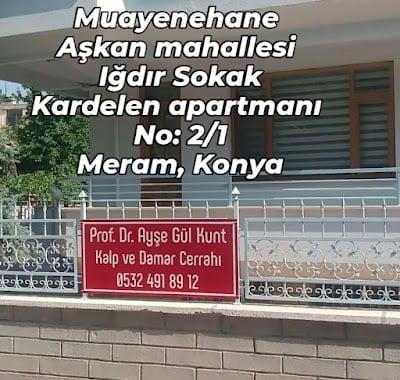 Muayenehane
Aşkan mahallesi
Iğdır Sokak
Kardelen apartmanı
No: 2/1
Meram, Konya
Prof. Dr. Ayşe Gül Kunt
Kalp ve Damar Cerrahı
0532 491 89 12